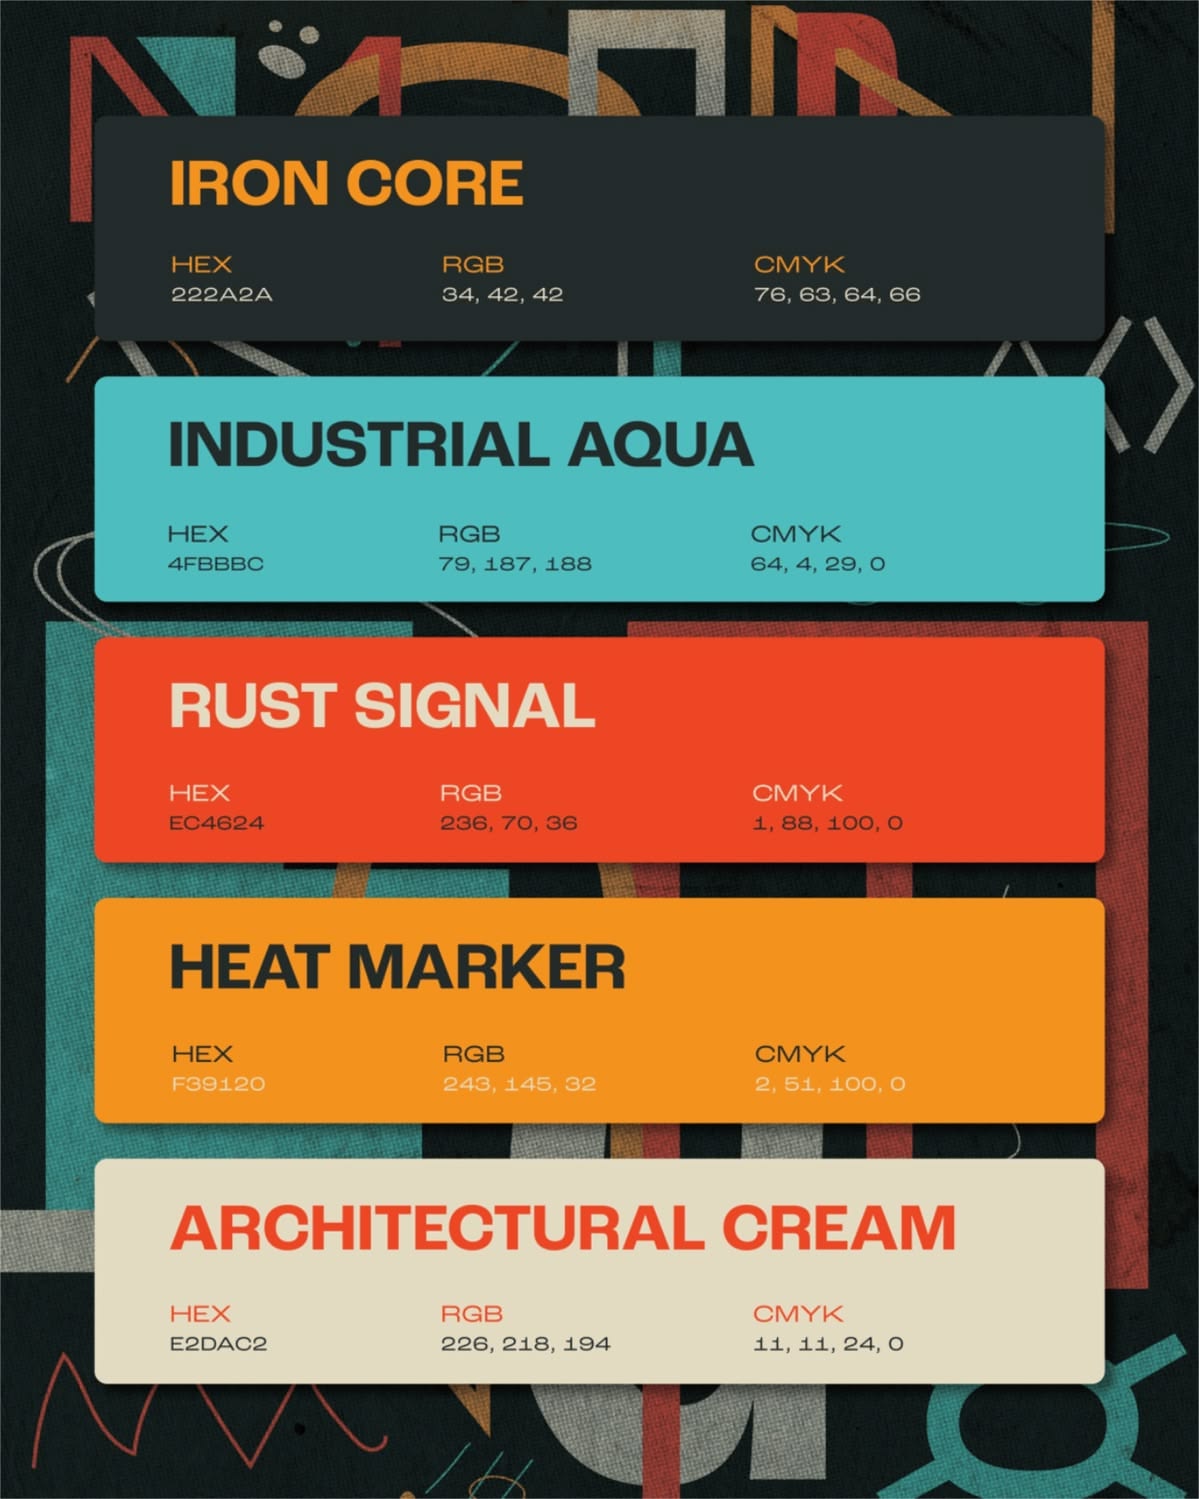 IRON CORE
HEX RGB CMYK
222A2A 34, 42, 42 76, 63, 64, 66
INDUSTRIAL AQUA
HEX RGB CMYK
4FBBBC 79, 187, 188 64, 4, 29, 0
RUST SIGNAL
HEX RGB CMYK
EC4624 236, 70, 36 1, 88, 100, 0
HEAT MARKER
HEX RGB CMYK
F39120 243, 145, 32 2, 51, 100, 0
ARCHITECTURAL CREAM
HEX RGB CMYK
E2DAC2 226, 218, 194 11, 11, 24, 0